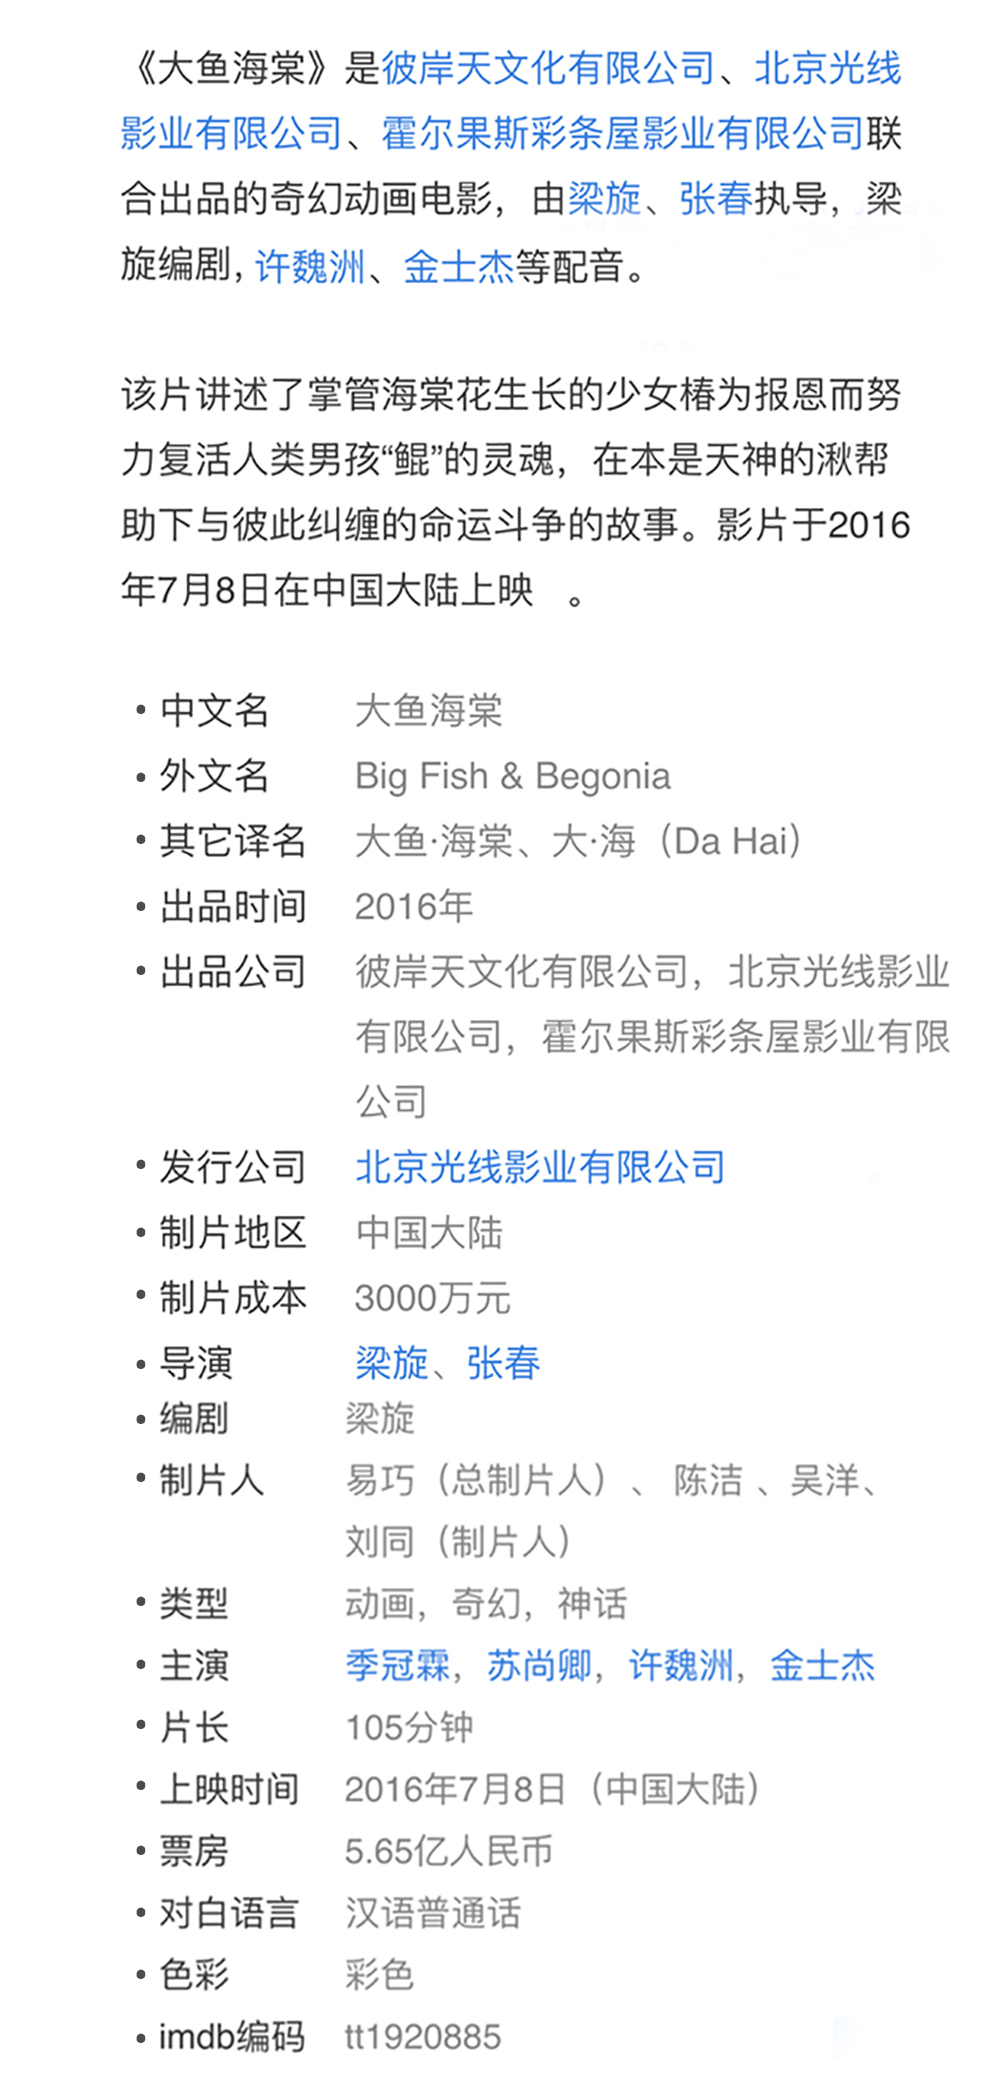 《大鱼海棠》是彼岸天文化有限公司、北京光线
影业有限公司、霍尔果斯彩条屋影业有限公司联
合出品的奇幻动画电影，由梁旋、张春执导，梁
旋编剧，许魏洲、金士杰等配音。
该片讲述了掌管海棠花生长的少女椿为报恩而努
力复活人类男孩“鲲”的灵魂，在本是天神的湫帮
助下与彼此纠缠的命运斗争的故事。影片于2016
年7月8日在中国大陆上映 。
• 中文名 大鱼海棠
• 外文名 Big Fish & Begonia
• 其它译名 大鱼·海棠、大·海（Da Hai）
• 出品时间 2016年
• 出品公司 彼岸天文化有限公司，北京光线影业
有限公司，霍尔果斯彩条屋影业有限
公司
• 发行公司 北京光线影业有限公司
• 制片地区 中国大陆
• 制片成本 3000万元
• 导演 梁旋、张春
• 编剧 梁旋
• 制片人 易巧（总制片人）、 陈洁 、吴洋、
刘同（制片人）
• 类型 动画，奇幻，神话
• 主演 季冠霖，苏尚卿，许魏洲，金士杰
• 片长 105分钟
• 上映时间 2016年7月8日（中国大陆）
• 票房 5.65亿人民币
• 对白语言 汉语普通话
• 色彩 彩色
• imdb编码 tt1920885